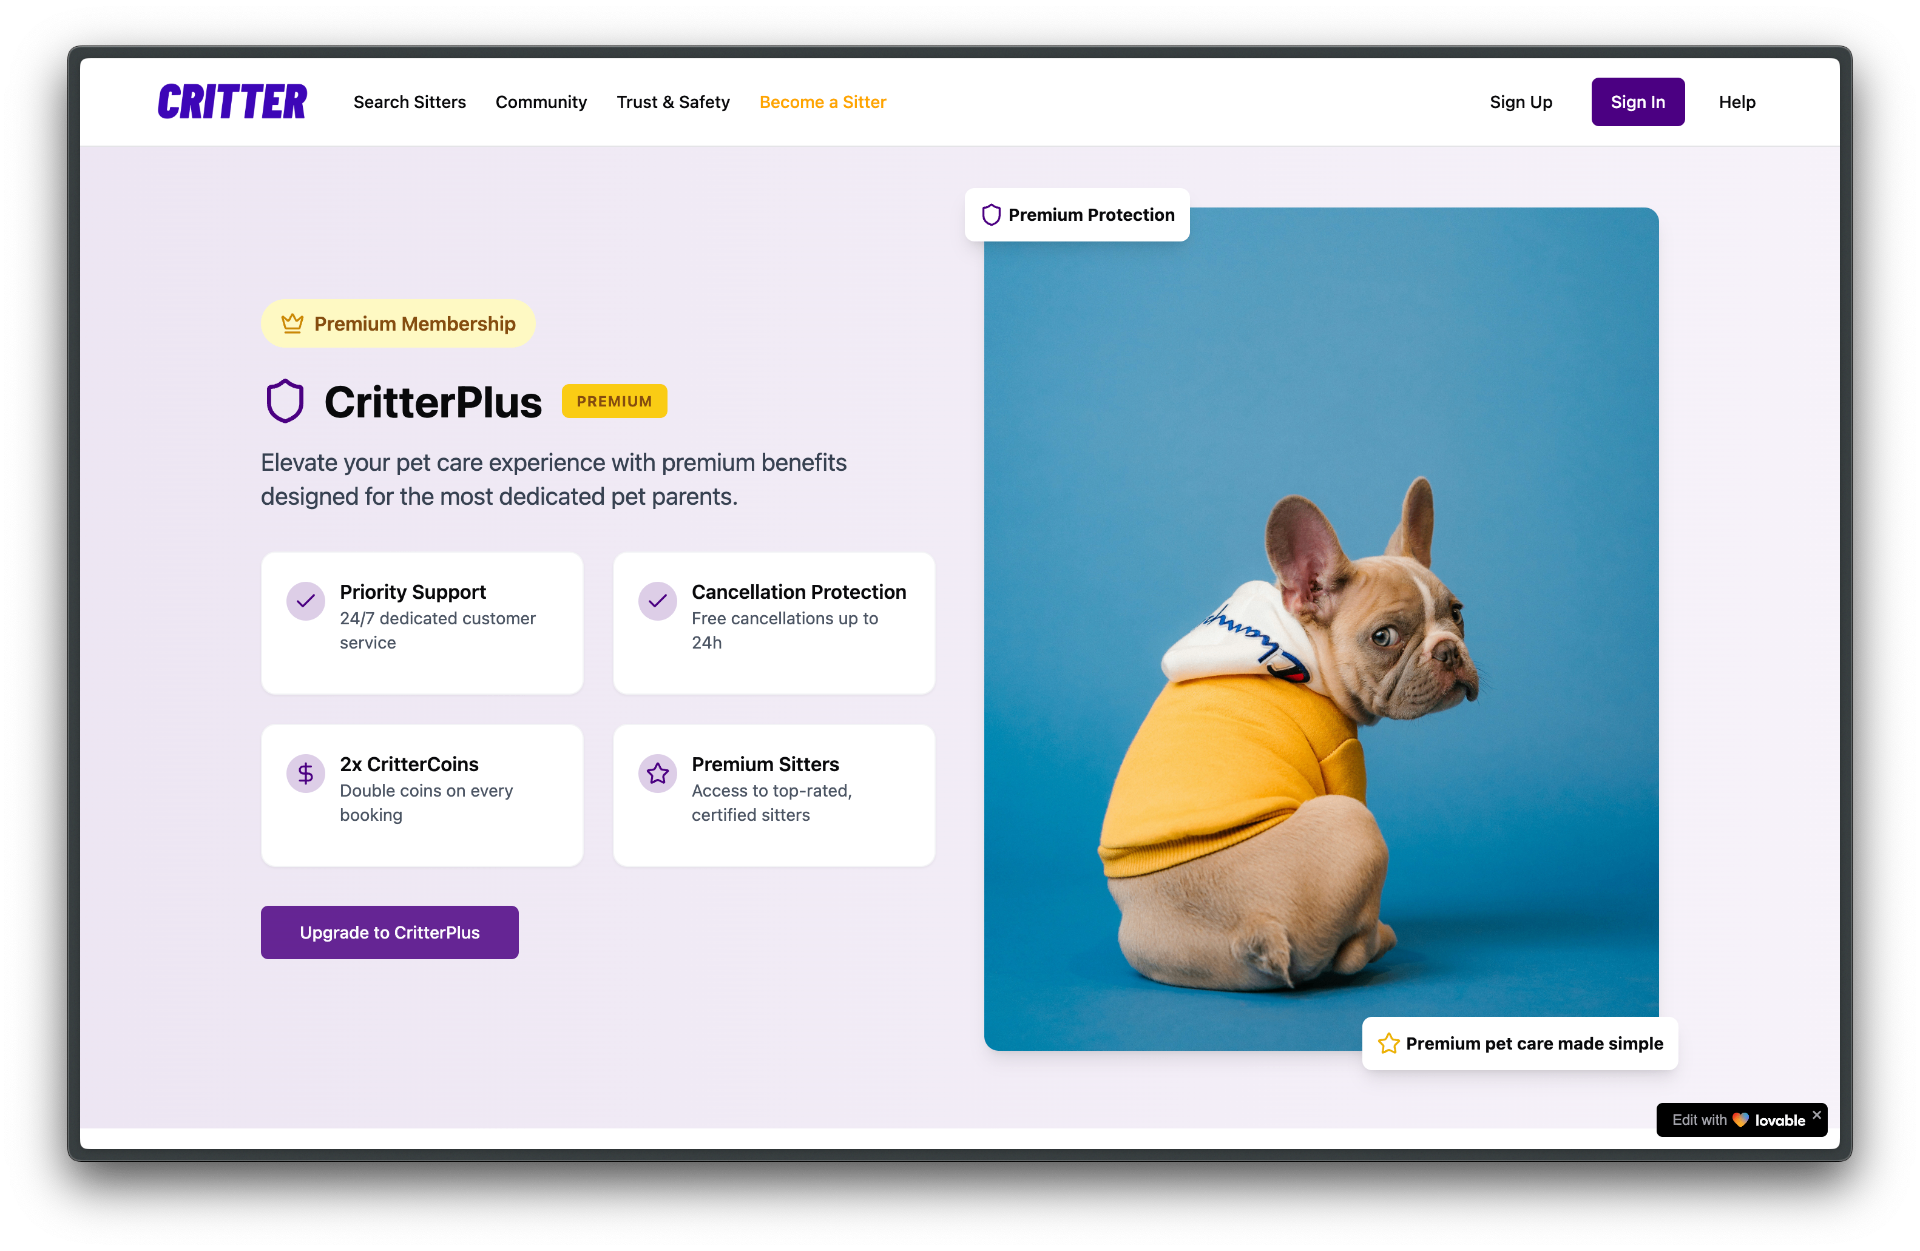 CRITTER
Search Sitters
Community
Trust & Safety
Become a Sitter
Sign Up
Sign In
Help
Premium Membership
CritterPlus
PREMIUM
Elevate your pet care experience with premium benefits
designed for the most dedicated pet parents.
Priority Support
24/7 dedicated customer
service
Cancellation Protection
Free cancellations up to
24h
2x CritterCoins
Double coins on every
booking
Premium Sitters
Access to top-rated,
certified sitters
Upgrade to CritterPlus
Premium Protection
Champion
Premium pet care made simple
Edit with lovable